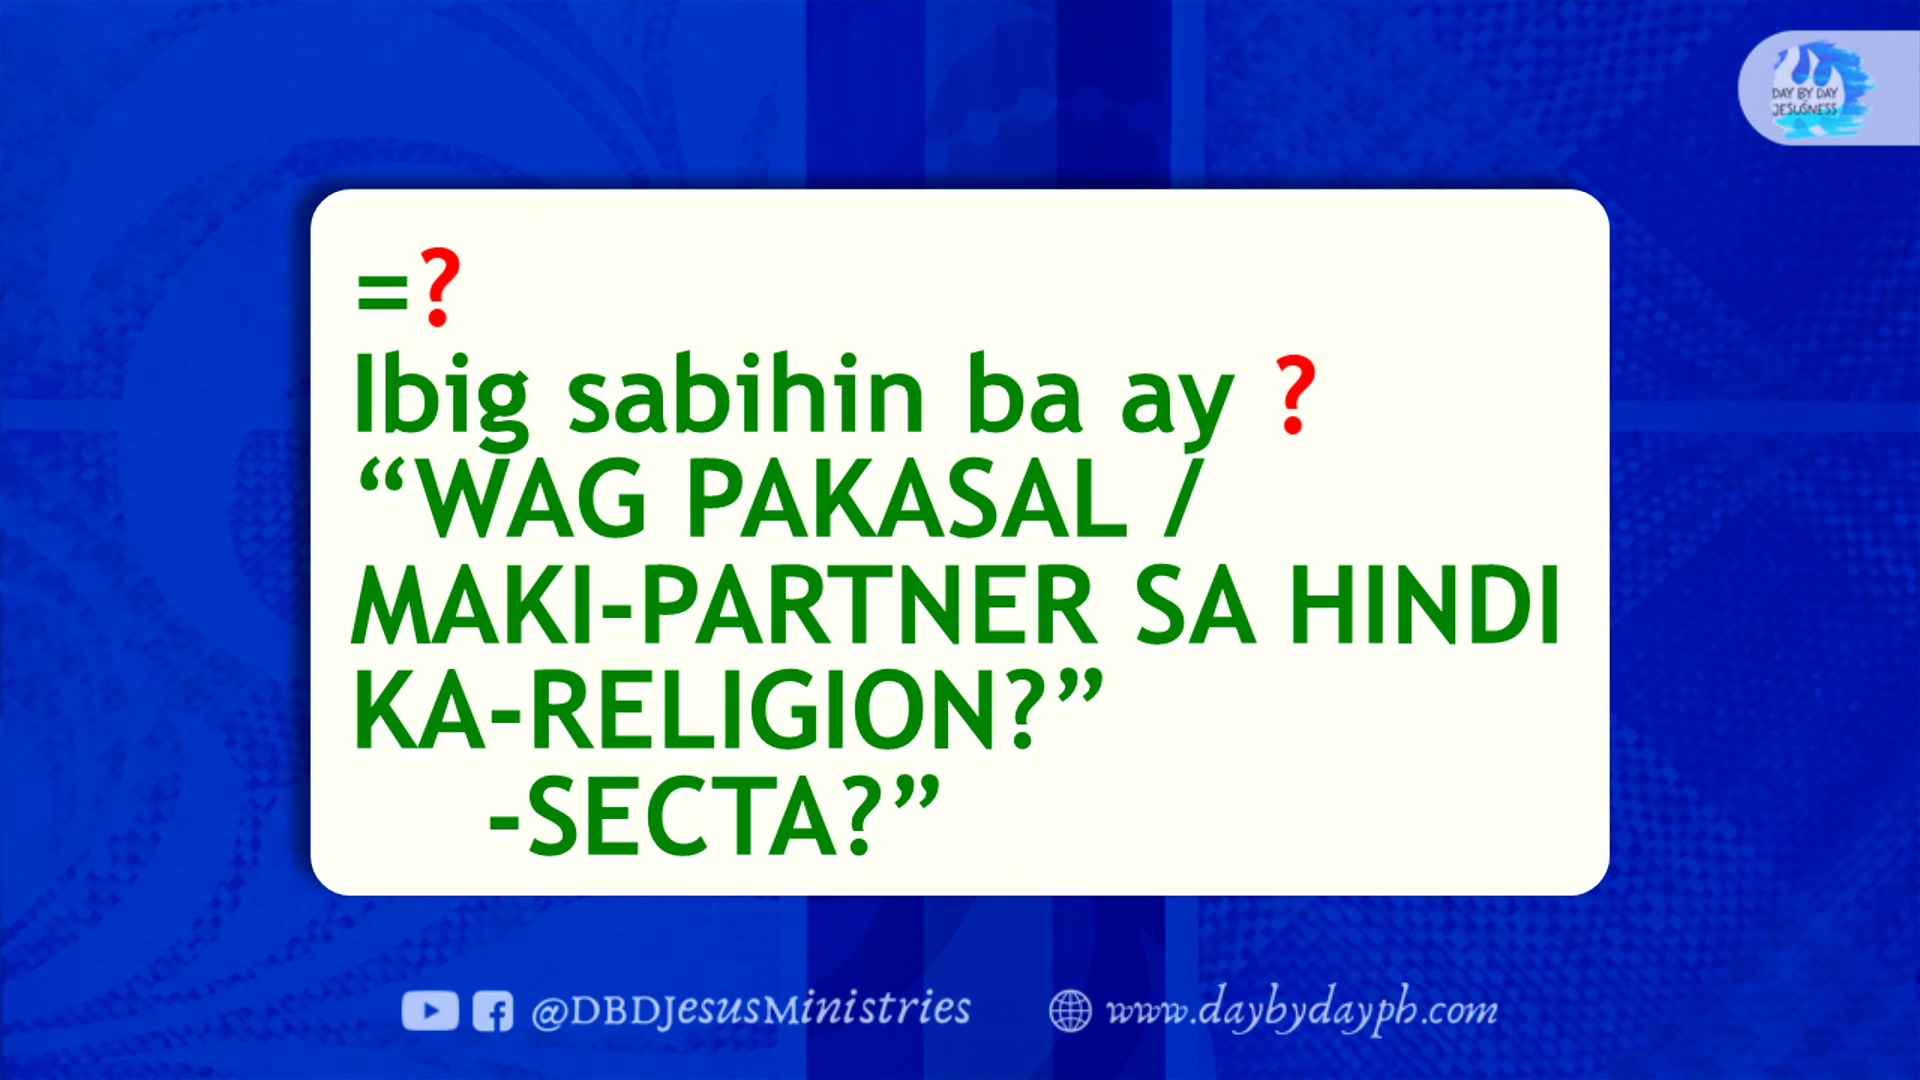 DAY BY DAY
JESUSNESS
=?
Ibig sabihin ba ay ?
“WAG PAKASAL /
MAKI-PARTNER SA HINDI
KA-RELIGION?”
-SECTA?”
@DBDJesusMinistries
www.daybydayph.com